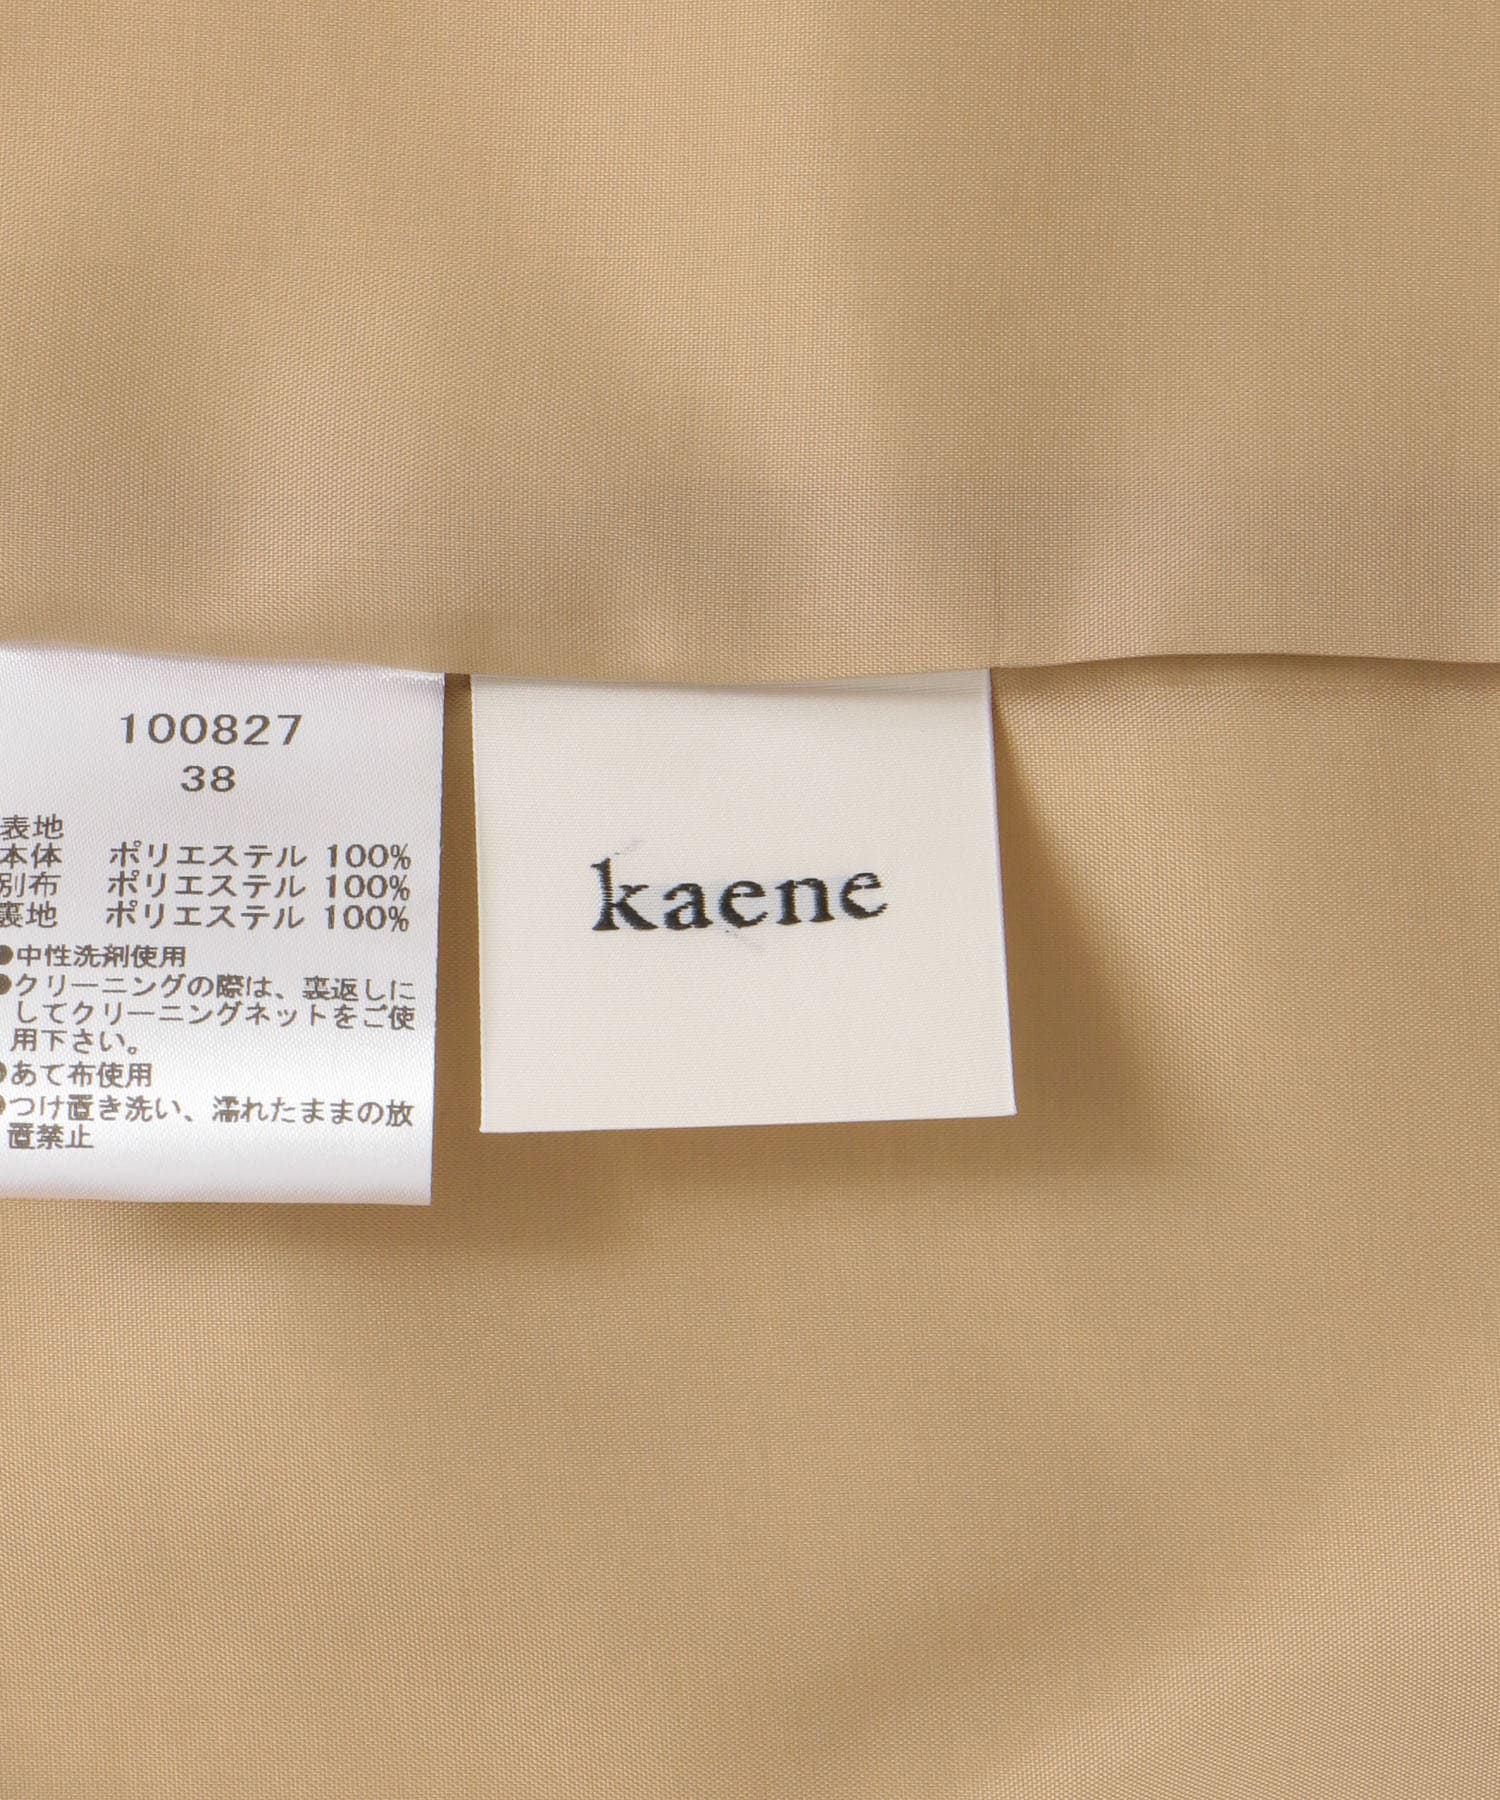 100827
38
表地
本体 ポリエステル 100%
別布 ポリエステル 100%
裏地 ポリエステル 100%
●中性洗剤使用
●クリーニングの際は、裏返しに
してクリーニングネットをご使
用下さい。
●あて布使用
●つけ置き洗い、濡れたままの放
置禁止
kaene